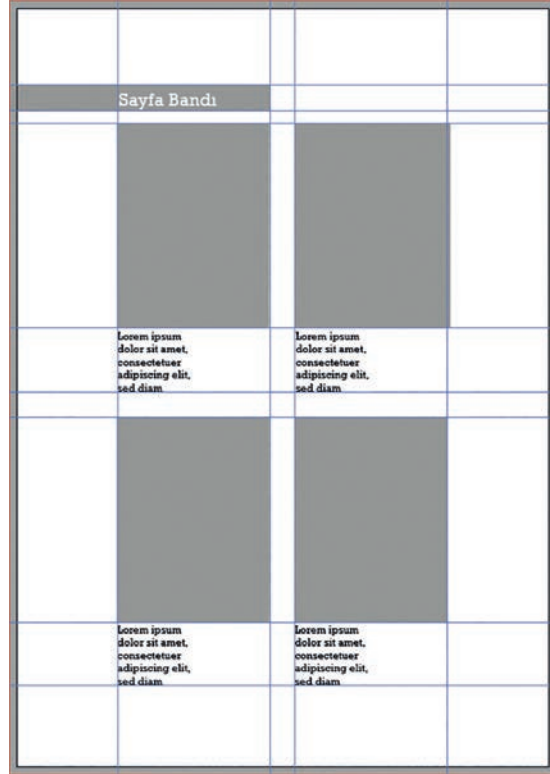 Sayfa Bandı
Lorem ipsum
dolor sit amet,
consectetuer
adipiscing elit,
sed diam
Lorem ipsum
dolor sit amet,
consectetuer
adipiscing elit,
sed diam
Lorem ipsum
dolor sit amet,
consectetuer
adipiscing elit,
sed diam
Lorem ipsum
dolor sit amet,
consectetuer
adipiscing elit,
sed diam